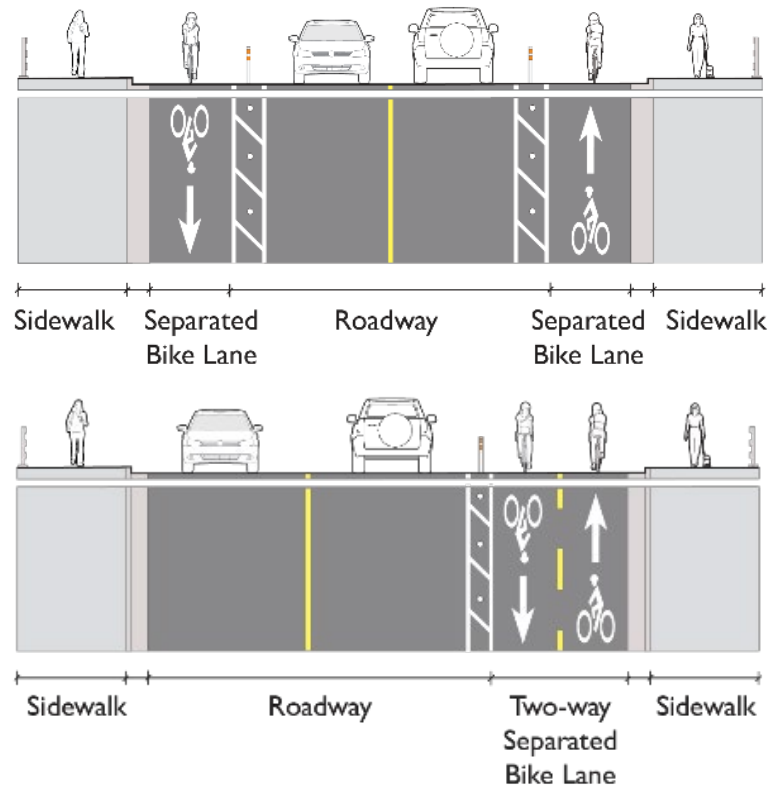 Sidewalk Separated Roadway Separated Sidewalk
Bike Lane Bike Lane
Sidewalk Roadway Two-way Sidewalk
Separated
Bike Lane